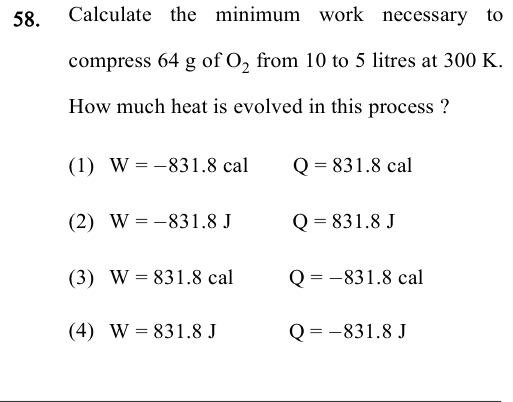 58. Calculate the minimum work necessary to
compress 64 g of O₂ from 10 to 5 litres at 300 K.
How much heat is evolved in this process ?
(1) W = –831.8 cal Q = 831.8 cal
(2) W = –831.8 J Q = 831.8 J
(3) W = 831.8 cal Q = –831.8 cal
(4) W = 831.8 J Q = –831.8 J